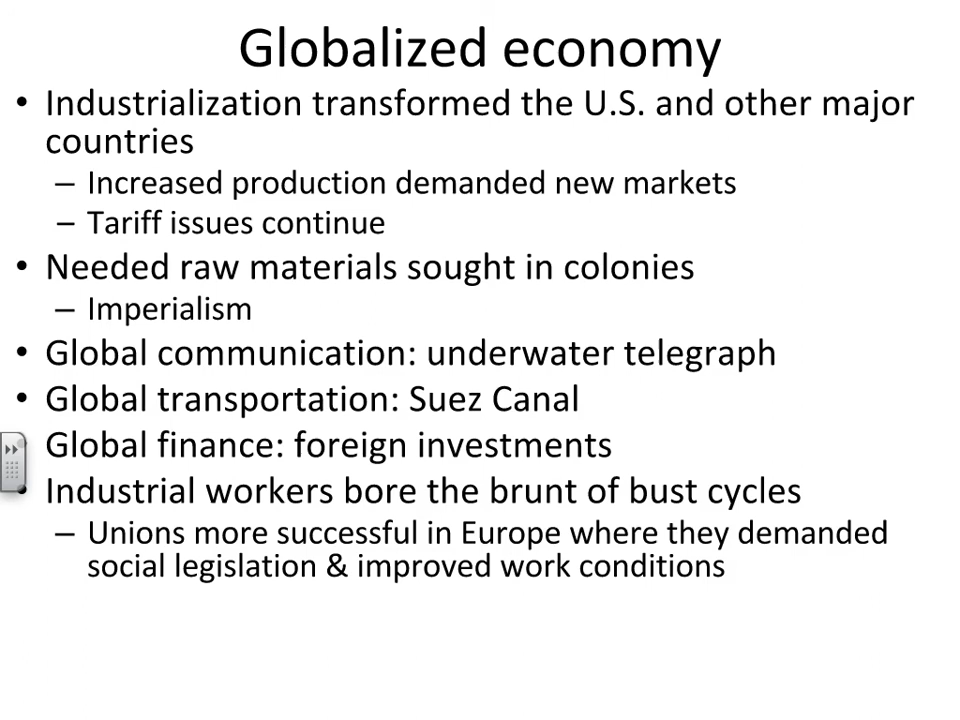 Globalized economy
• Industrialization transformed the U.S. and other major
countries
– Increased production demanded new markets
– Tariff issues continue
• Needed raw materials sought in colonies
– Imperialism
• Global communication: underwater telegraph
• Global transportation: Suez Canal
Global finance: foreign investments
• Industrial workers bore the brunt of bust cycles
– Unions more successful in Europe where they demanded
social legislation & improved work conditions